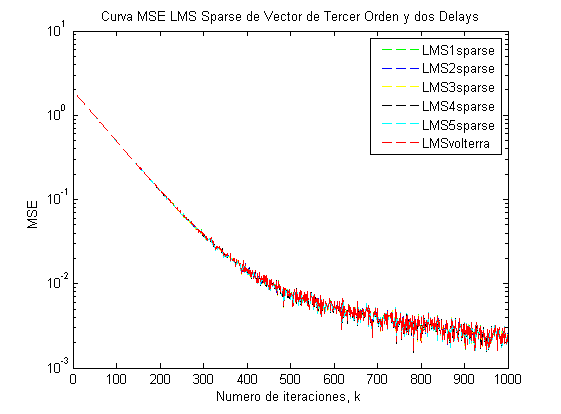 Curva MSE LMS Sparse de Vector de Tercer Orden y dos Delays
MSE
10^1
10^0
10^-1
10^-2
10^-3
LMS1sparse
LMS2sparse
LMS3sparse
LMS4sparse
LMS5sparse
LMSvolterra
0 100 200 300 400 500 600 700 800 900 1000
Numero de iteraciones, k